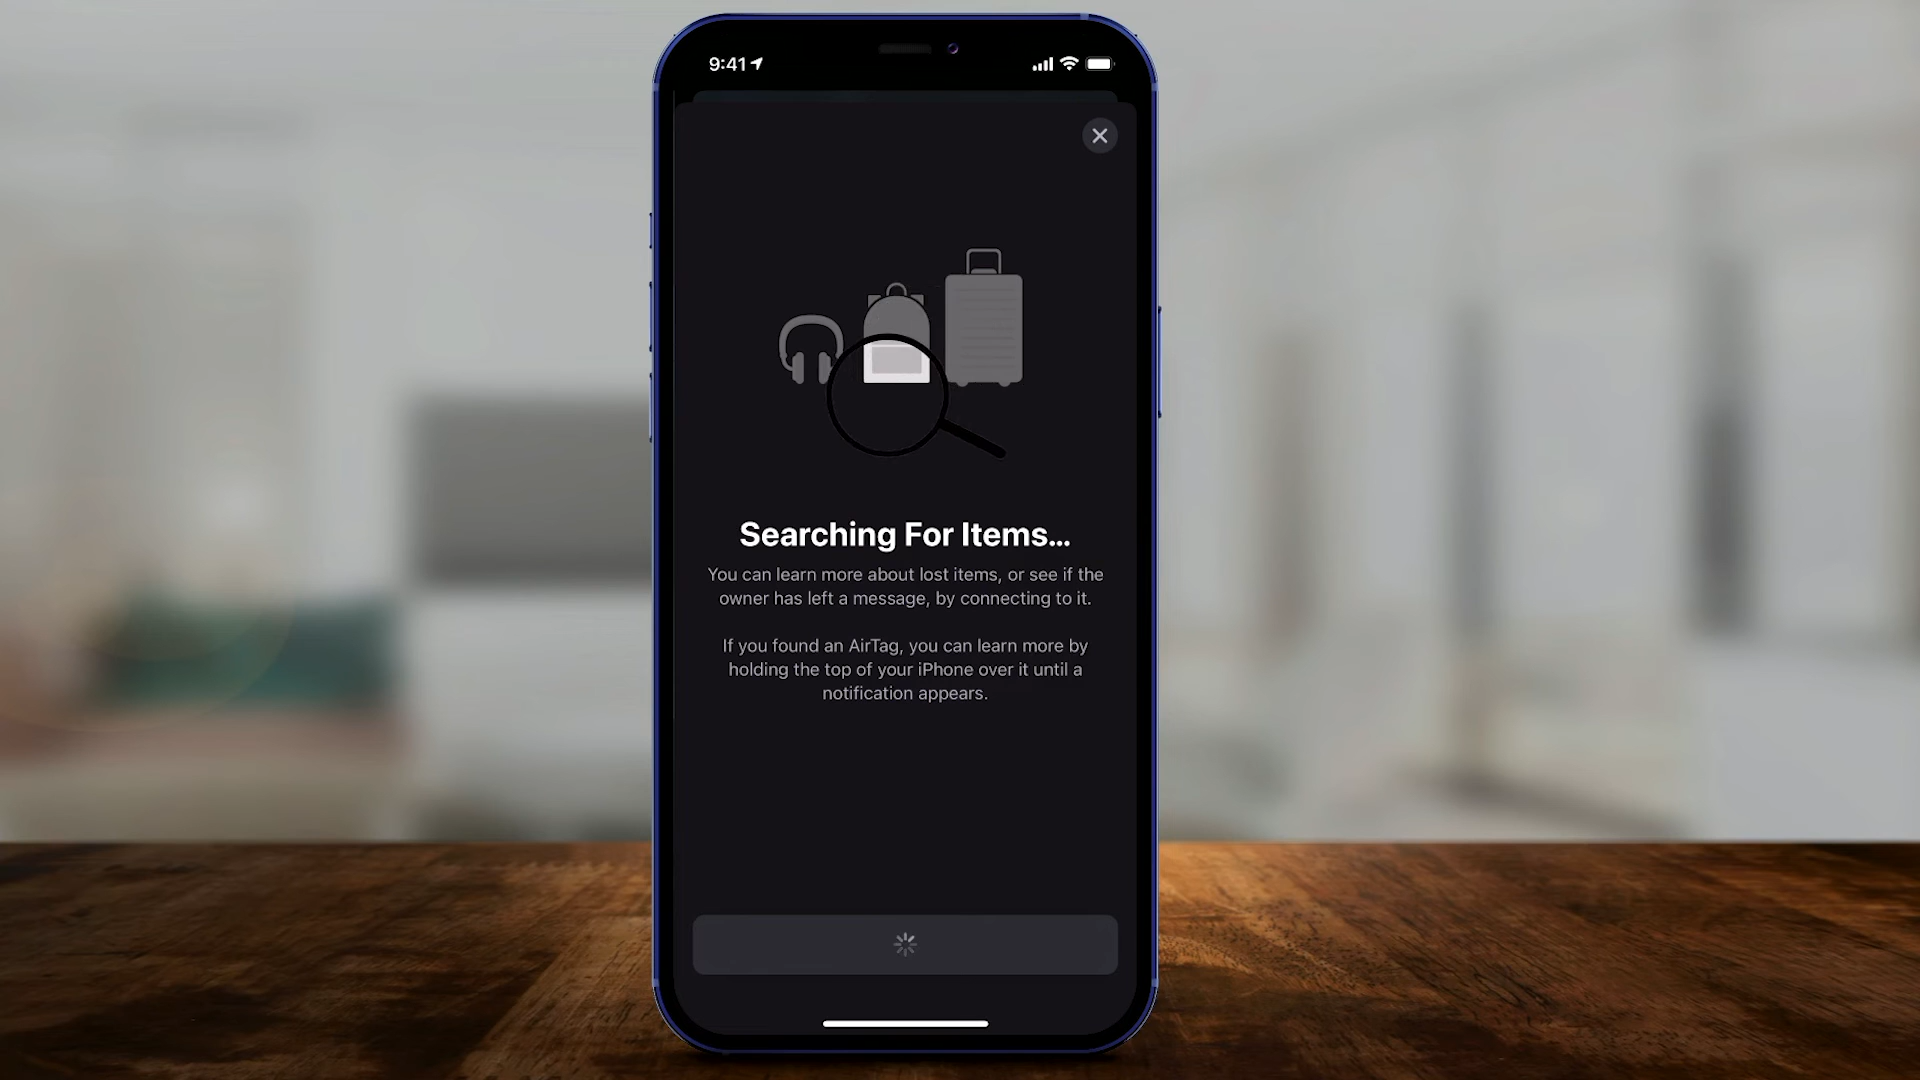 9:41
Searching For Items...
You can learn more about lost items, or see if the
owner has left a message, by connecting to it.
If you found an AirTag, you can learn more by
holding the top of your iPhone over it until a
notification appears.